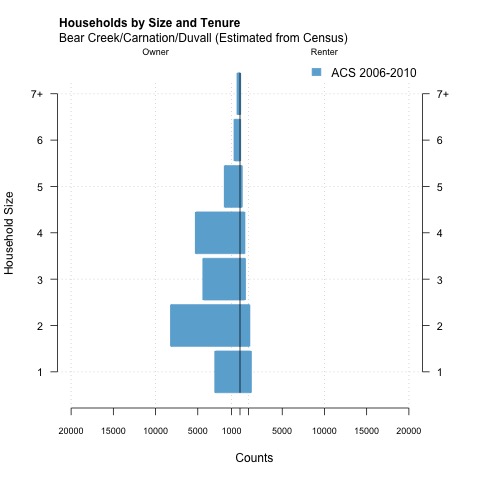 Households by Size and Tenure
Bear Creek/Carnation/Duvall (Estimated from Census)
Owner Renter
ACS 2006-2010
7+ 7+
6 6
5 5
4 4
3 3
2 2
1 1
Household Size
20000 15000 10000 5000 1000 5000 10000 15000 20000
Counts